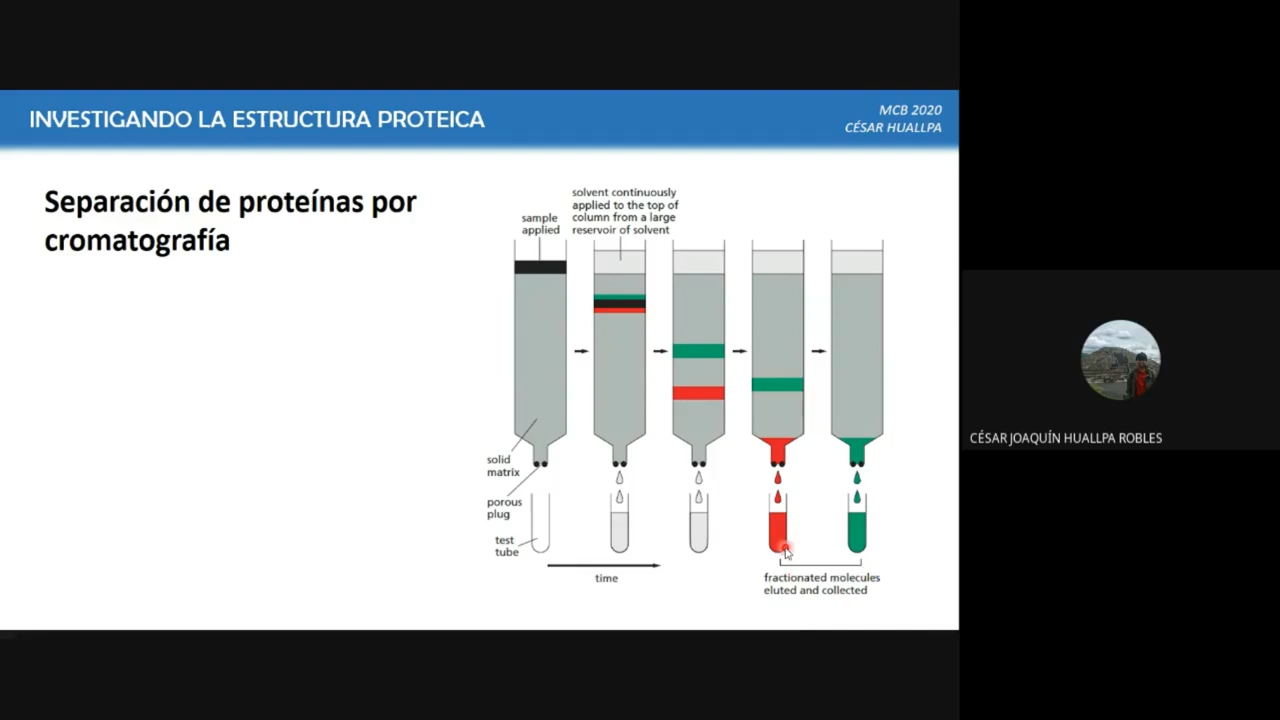 INVESTIGANDO LA ESTRUCTURA PROTEICA
MCB 2020
CÉSAR HUALLPA
Separación de proteínas por
cromatografía
sample
applied
solvent continuously
applied to the top of
column from a large
reservoir of solvent
solid
matrix
porous
plug
test
tube
time
fractionated molecules
eluted and collected
CÉSAR JOAQUÍN HUALLPA ROBLES